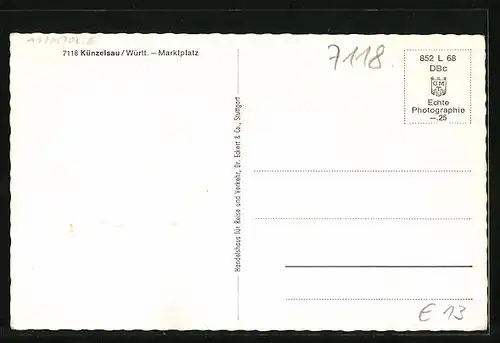 7118 Künzelsau/Württ. – Marktplatz
7118
852 L 68
DBc
GM
Echte
Photographie
–.25
Handelshaus für Reise und Verkehr, Dr. Eckert & Co., Stuttgart
E 13